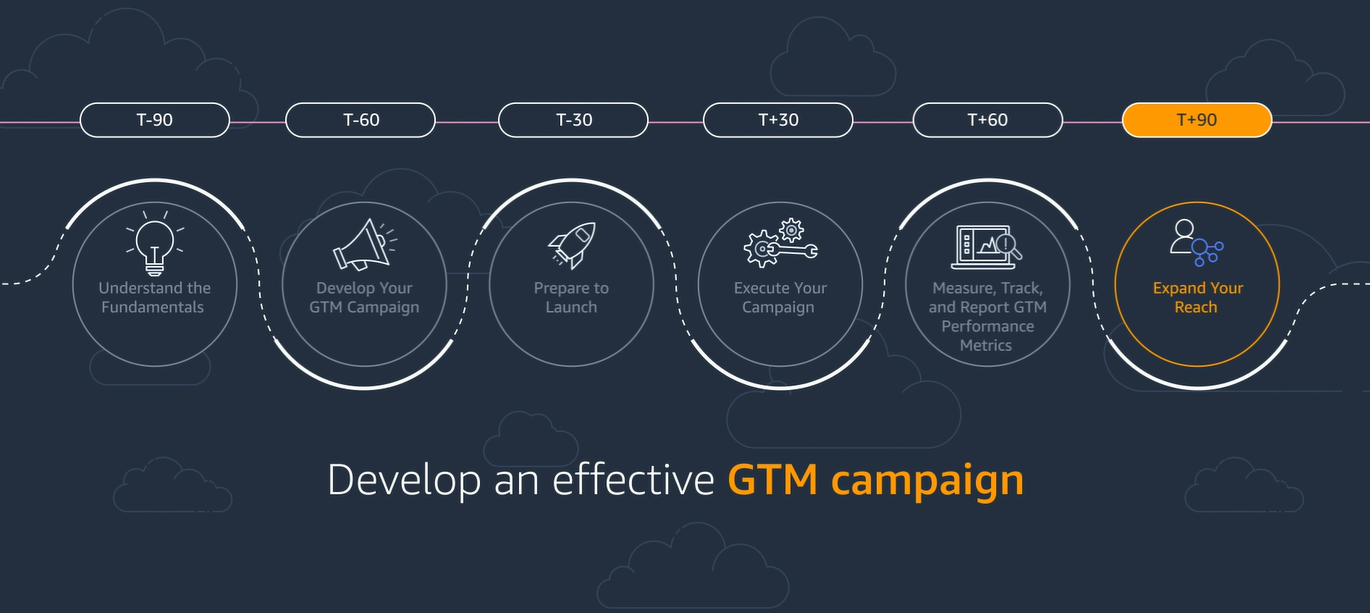 T-90
T-60
T-30
T+30
T+60
T+90
Understand the
Fundamentals
Develop Your
GTM Campaign
Prepare to
Launch
Execute Your
Campaign
Measure, Track,
and Report GTM
Performance
Metrics
Expand Your
Reach
Develop an effective GTM campaign